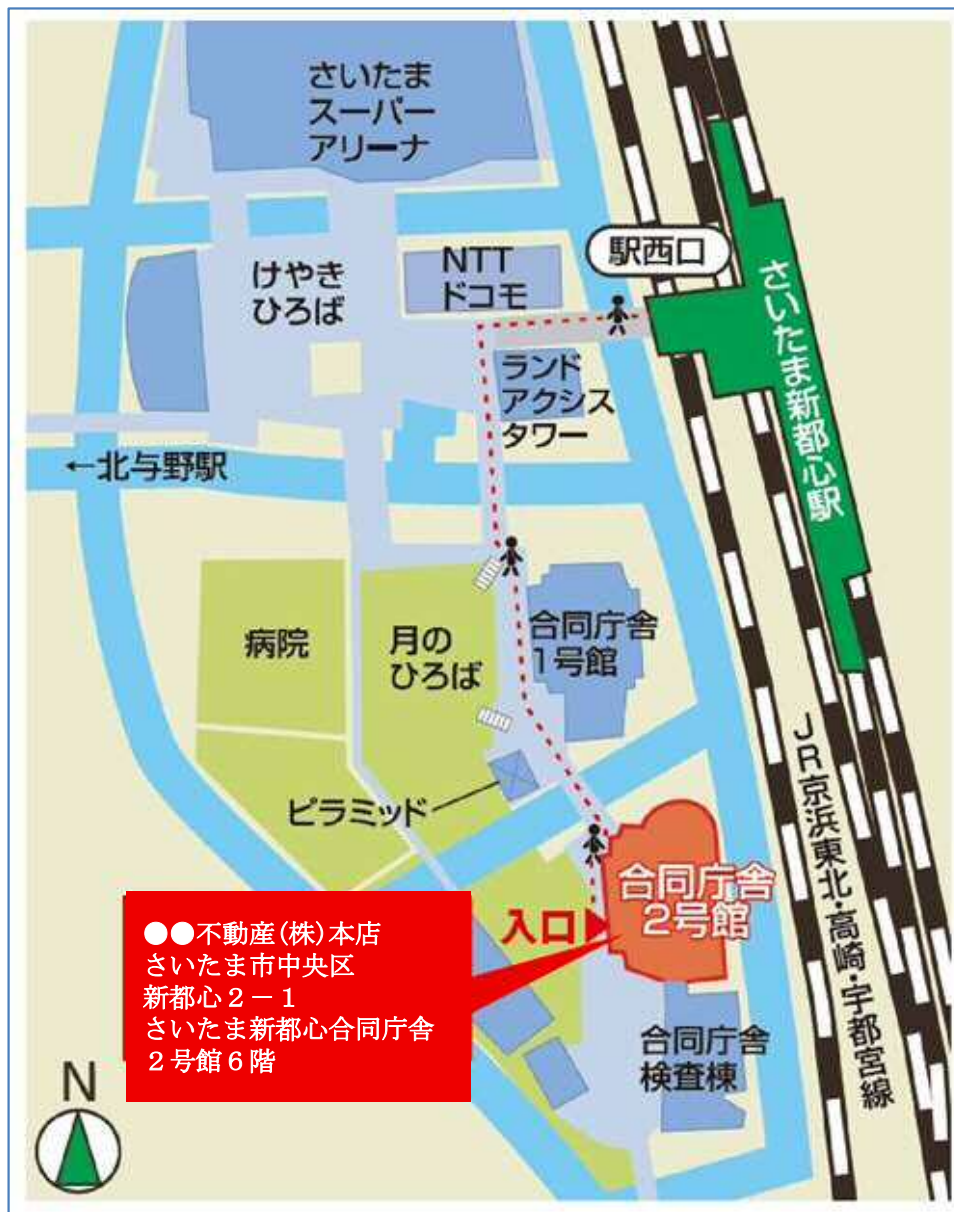 さいたま
スーパー
アリーナ
駅西口
NTT
ドコモ
けやき
ひろば
さいたま新都心駅
ランド
アクシス
タワー
←北与野駅
合同庁舎
1号館
病院
月の
ひろば
JR京浜東北・高崎・宇都宮線
ピラミッド
合同庁舎
2号館
入口
●●不動産(株)本店
さいたま市中央区
新都心２－１
さいたま新都心合同庁舎
２号館６階
合同庁舎
検査棟
N